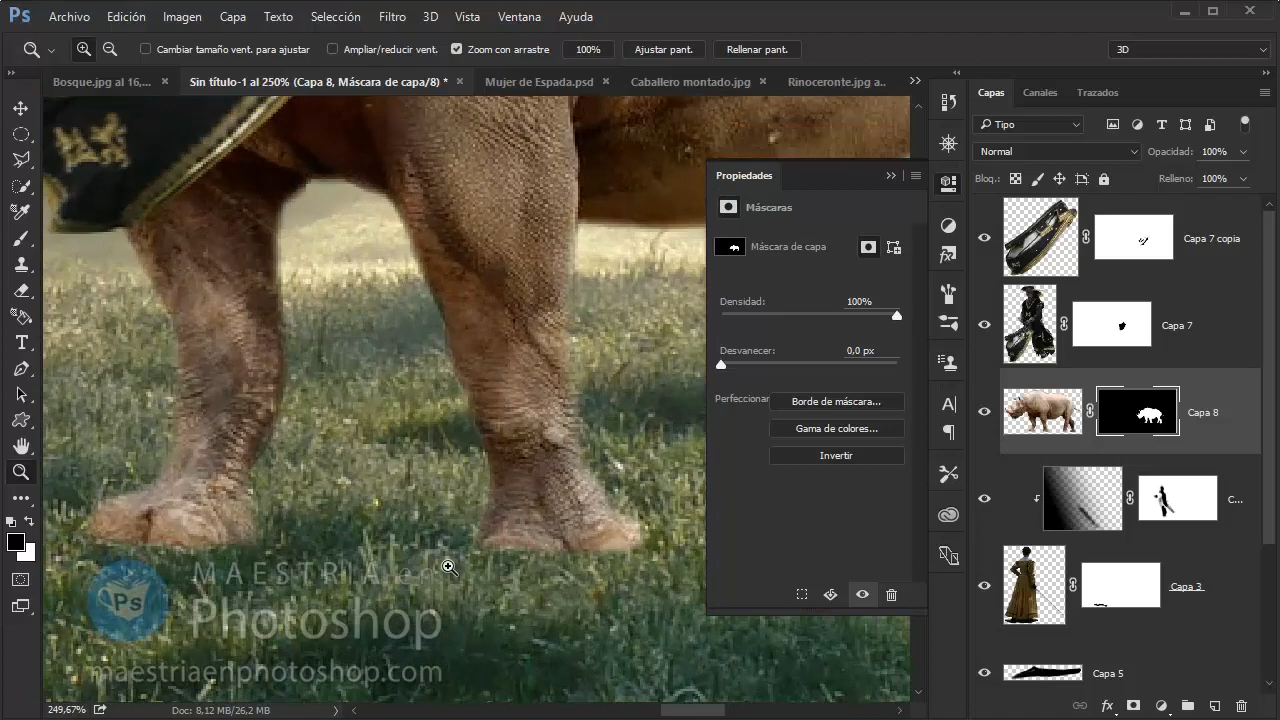 Ps Archivo Edición Imagen Capa Texto Selección Filtro 3D Vista Ventana Ayuda
Cambiar tamaño vent. para ajustar Ampliar/reducir vent. Zoom con arrastre 100% Ajustar pant. Rellenar pant. 3D
Bosque.jpg al 16,... × Sin título-1 al 250% (Capa 8, Máscara de capa/8) * × Mujer de Espada.psd × Caballero montado.jpg × Rinoceronte.jpg a..
Capas Canales Trazados
Tipo
Normal Opacidad: 100%
Bloq.: Relleno: 100%
Propiedades
Máscaras
Máscara de capa
Densidad: 100%
Desvanecer: 0,0 px
Perfeccionar Borde de máscara...
Gama de colores...
Invertir
Capa 7 copia
Capa 7
Capa 8
C...
Capa 3
Capa 5
Ps
MAESTRIA en
Photoshop
maestriaenphotoshop.com
249,67% Doc: 8,12 MB/26,2 MB